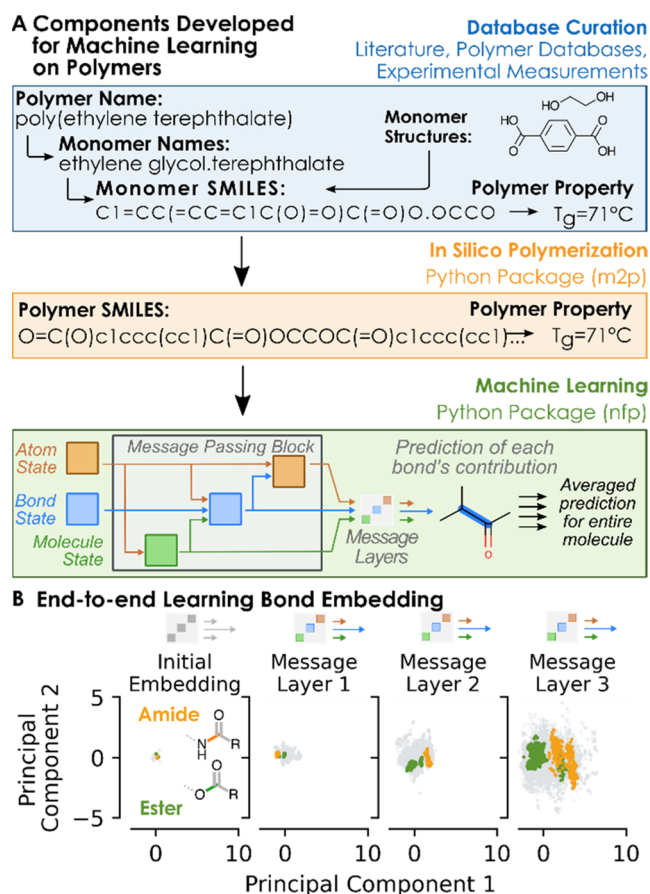 A Components Developed
for Machine Learning
on Polymers
Database Curation
Literature, Polymer Databases,
Experimental Measurements
Polymer Name:
poly(ethylene terephthalate)
Monomer Names:
ethylene glycol.terephthalate
Monomer SMILES:
C1=CC(=CC=C1C(O)=O)C(=O)O.OCCO
Monomer
Structures:
HO
OH
HO
O
O
OH
Polymer Property
Tg=71°C
In Silico Polymerization
Python Package (m2p)
Polymer SMILES:
Polymer Property
O=C(O)c1ccc(cc1)C(=O)OCCOC(=O)c1ccc(cc1)...
Tg=71°C
Machine Learning
Python Package (nfp)
Atom
State
Bond
State
Molecule
State
Message Passing Block
Message
Layers
Prediction of each
bond's contribution
O
Averaged
prediction
for entire
molecule
B End-to-end Learning Bond Embedding
Initial
Embedding
Message
Layer 1
Message
Layer 2
Message
Layer 3
Principal
Component 2
5
0
−5
Amide
O
N
H
R
O
O
R
Ester
0 10
0 10
0 10
0 10
Principal Component 1